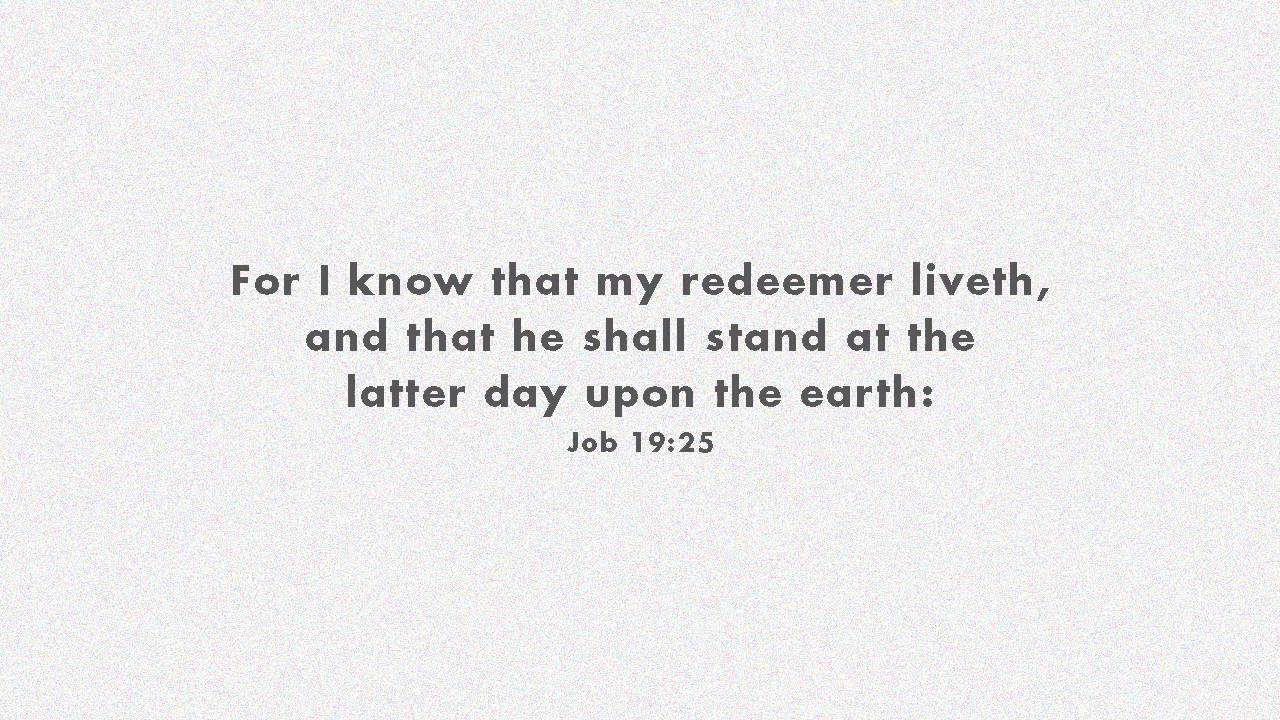 For I know that my redeemer liveth,
and that he shall stand at the
latter day upon the earth:
Job 19:25